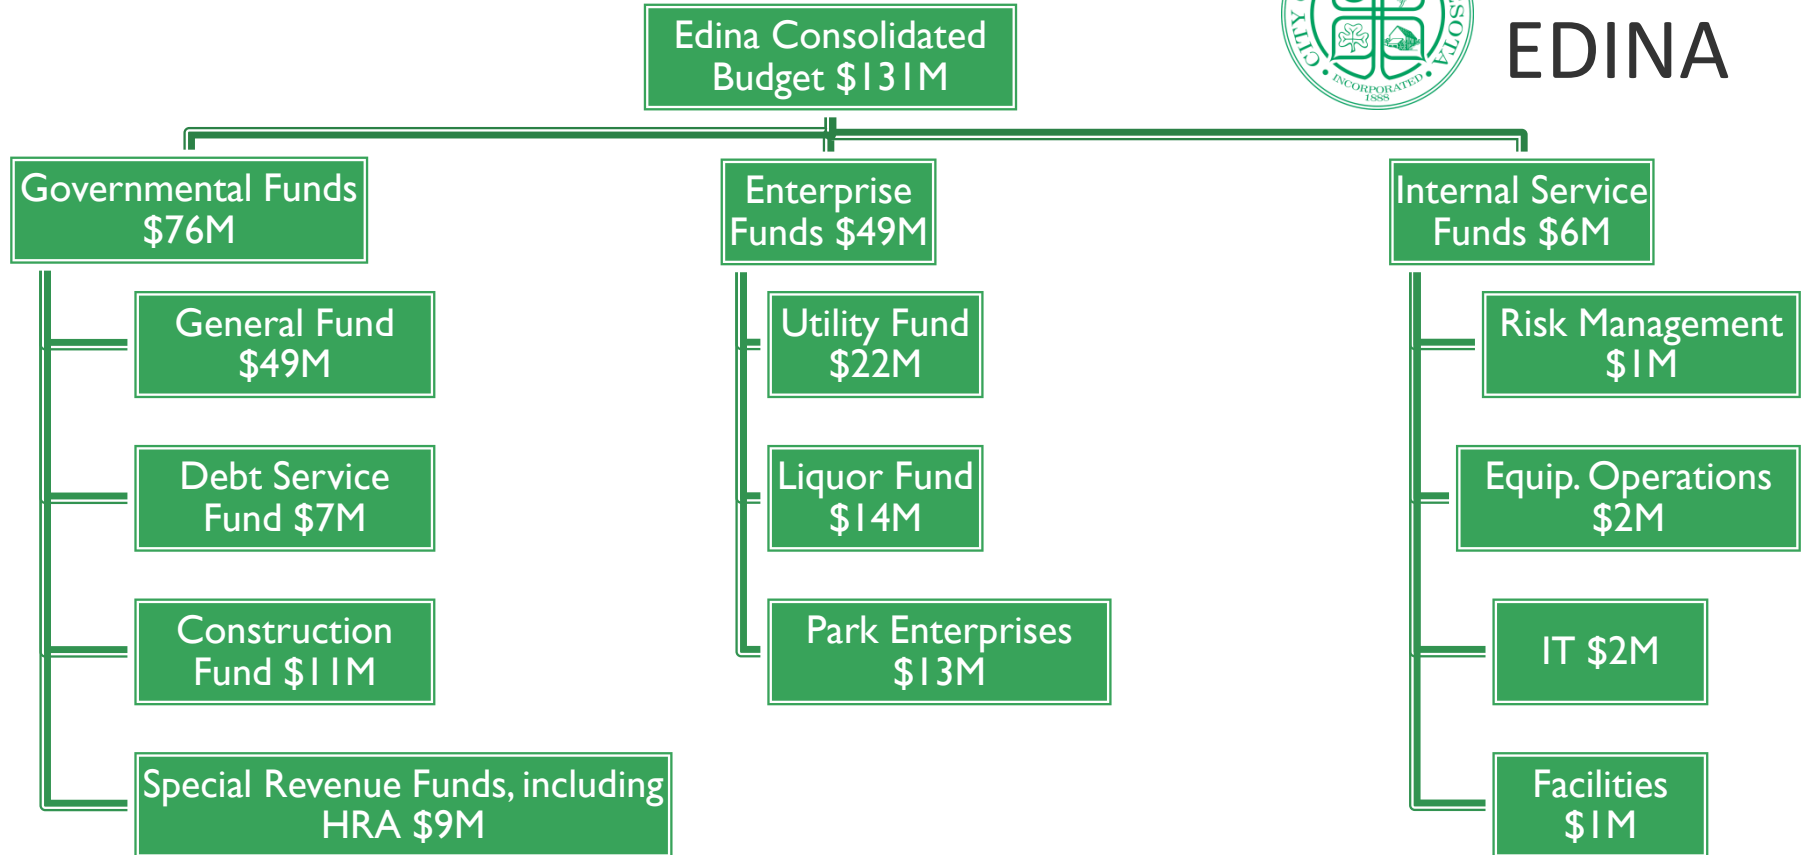 Edina Consolidated
Budget $131M
EDINA
INCORPORATED
1888
Governmental Funds
$76M
Enterprise
Funds $49M
Internal Service
Funds $6M
General Fund
$49M
Utility Fund
$22M
Risk Management
$1M
Debt Service
Fund $7M
Liquor Fund
$14M
Equip. Operations
$2M
Construction
Fund $11M
Park Enterprises
$13M
IT $2M
Special Revenue Funds, including
HRA $9M
Facilities
$1M